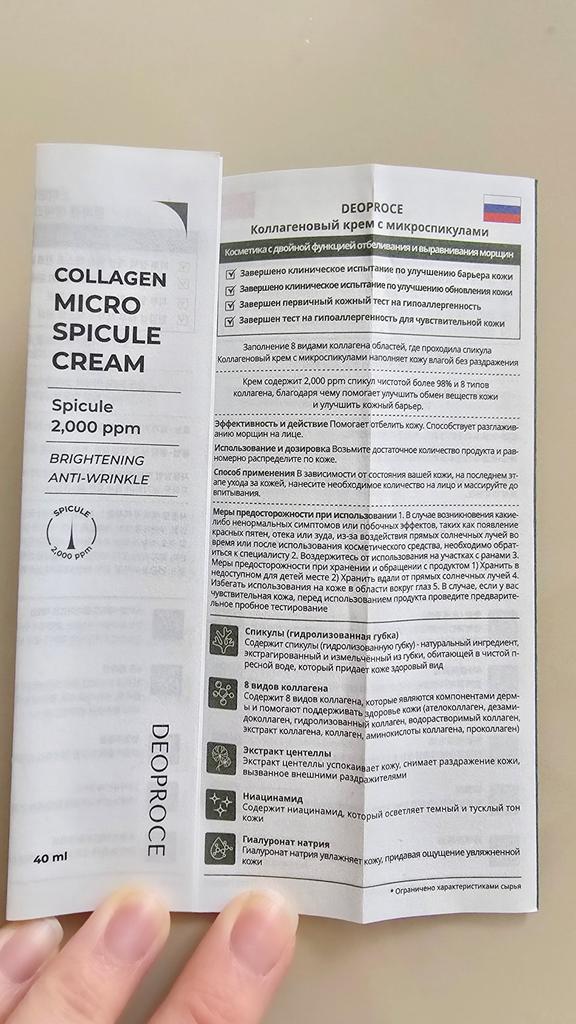 COLLAGEN
MICRO
SPICULE
CREAM
Spicule
2,000 ppm
BRIGHTENING
ANTI-WRINKLE
SPICULE
2,000 ppm
DEOPROCE
40 ml
DEOPROCE
Коллагеновый крем с микроспикулами
Косметика с двойной функцией отбеливания и выравнивания морщин
Завершено клиническое испытание по улучшению барьера кожи
Завершено клиническое испытание по улучшению обновления кожи
Завершен первичный кожный тест на гипоаллергенность
Завершен тест на гипоаллергенность для чувствительной кожи
Заполнение 8 видами коллагена областей, где проходила спикула
Коллагеновый крем с микроспикулами наполняет кожу влагой без раздражения
Крем содержит 2,000 ppm спикул чистотой более 98% и 8 типов
коллагена, благодаря чему помогает улучшить обмен веществ кожи
и улучшить кожный барьер.
Эффективность и действие Помогает отбелить кожу. Способствует разглажив-
анию морщин на лице.
Использование и дозировка Возьмите достаточное количество продукта и рав-
номерно распределите по коже.
Способ применения В зависимости от состояния вашей кожи, на последнем эт-
апе ухода за кожей, нанесите необходимое количество на лицо и массируйте до
впитывания.
Меры предосторожности при использовании 1. В случае возникновения какие-
либо ненормальных симптомов или побочных эффектов, таких как появление
красных пятен, отека или зуда, из-за воздействия прямых солнечных лучей во
время или после использования косметического средства, необходимо обрат-
иться к специалисту 2. Воздержитесь от использования на участках с ранами 3.
Меры предосторожности при хранении и обращении с продуктом 1) Хранить в
недоступном для детей месте 2) Хранить вдали от прямых солнечных лучей 4.
Избегать использования на коже в области вокруг глаз 5. В случае, если у вас
чувствительная кожа, перед использованием продукта проведите предварите-
льное пробное тестирование
Спикулы (гидролизованная губка)
Содержит спикулы (гидролизованную губку) - натуральный ингредиент,
экстрагированный и измельчённый из губки, обитающей в чистой п-
ресной воде, который придает коже здоровый вид
8 видов коллагена
Содержит 8 видов коллагена, которые являются компонентами дерм-
ы и помогают поддерживать здоровье кожи (ателоколлаген, дезами-
доколлаген, гидролизованный коллаген, водорастворимый коллаген,
экстракт коллагена, коллаген, аминокислоты коллагена, проколлаген)
Экстракт центеллы
Экстракт центеллы успокаивает кожу, снимает раздражение кожи,
вызванное внешними раздражителями
Ниацинамид
Содержит ниацинамид, который осветляет темный и тусклый тон
кожи
Гиалуронат натрия
Гиалуронат натрия увлажняет кожу, придавая ощущение увлажненной
кожи
* Ограничено характеристиками сырья